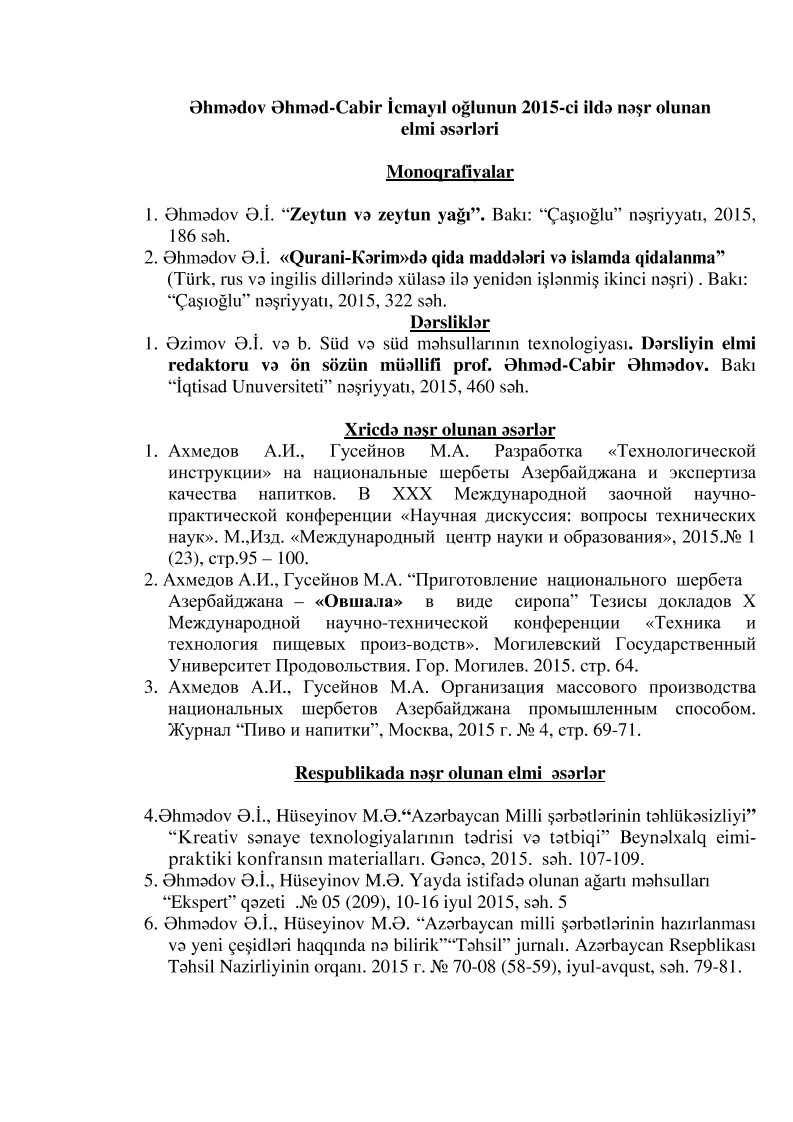 Əhmədov Əhməd-Cabir İcmayıl oğlunun 2015-ci ildə nəşr olunan
elmi əsərləri
Monoqrafiyalar
1. Əhmədov Ə.İ. “Zeytun və zeytun yağı”. Bakı: “Çaşıoğlu” nəşriyyatı, 2015,
186 səh.
2. Əhmədov Ə.İ. «Qurani-Kərim»də qida maddələri və islamda qidalanma”
(Türk, rus və ingilis dillərində xülasə ilə yenidən işlənmiş ikinci nəşri) . Bakı:
“Çaşıoğlu” nəşriyyatı, 2015, 322 səh.
Dərsliklər
1. Əzimov Ə.İ. və b. Süd və süd məhsullarının texnologiyası. Dərsliyin elmi
redaktoru və ön sözün müəllifi prof. Əhməd-Cabir Əhmədov. Bakı
“İqtisad Unuversiteti” nəşriyyatı, 2015, 460 səh.
Xricdə nəşr olunan əsərlər
1. Ахмедов А.И., Гусейнов М.А. Разработка «Технологической
инструкции» на национальные шербеты Азербайджана и экспертиза
качества напитков. В XXX Международной заочной научно-
практической конференции «Научная дискуссия: вопросы технических
наук». М.,Изд. «Международный центр науки и образования», 2015.№ 1
(23), стр.95 – 100.
2. Ахмедов А.И., Гусейнов М.А. “Приготовление национального шербета
Азербайджана – «Овшала» в виде сиропа” Тезисы докладов X
Международной научно-технической конференции «Техника и
технология пищевых произ-водств». Могилевский Государственный
Университет Продовольствия. Гор. Могилев. 2015. стр. 64.
3. Ахмедов А.И., Гусейнов М.А. Организация массового производства
национальных шербетов Азербайджана промышленным способом.
Журнал “Пиво и напитки”, Москва, 2015 г. № 4, стр. 69-71.
Respublikada nəşr olunan elmi əsərlər
4.Əhmədov Ə.İ., Hüseyinov M.Ə.“Azərbaycan Milli şərbətlərinin təhlükəsizliyi”
“Kreativ sənaye texnologiyalarının tədrisi və tətbiqi” Beynəlxalq eimi-
praktiki konfransın materialları. Gəncə, 2015. səh. 107-109.
5. Əhmədov Ə.İ., Hüseyinov M.Ə. Yayda istifadə olunan ağartı məhsulları
“Ekspert” qəzeti .№ 05 (209), 10-16 iyul 2015, səh. 5
6. Əhmədov Ə.İ., Hüseyinov M.Ə. “Azərbaycan milli şərbətlərinin hazırlanması
və yeni çeşidləri haqqında nə bilirik”“Təhsil” jurnalı. Azərbaycan Rsepblikası
Təhsil Nazirliyinin orqanı. 2015 г. № 70-08 (58-59), iyul-avqust, səh. 79-81.